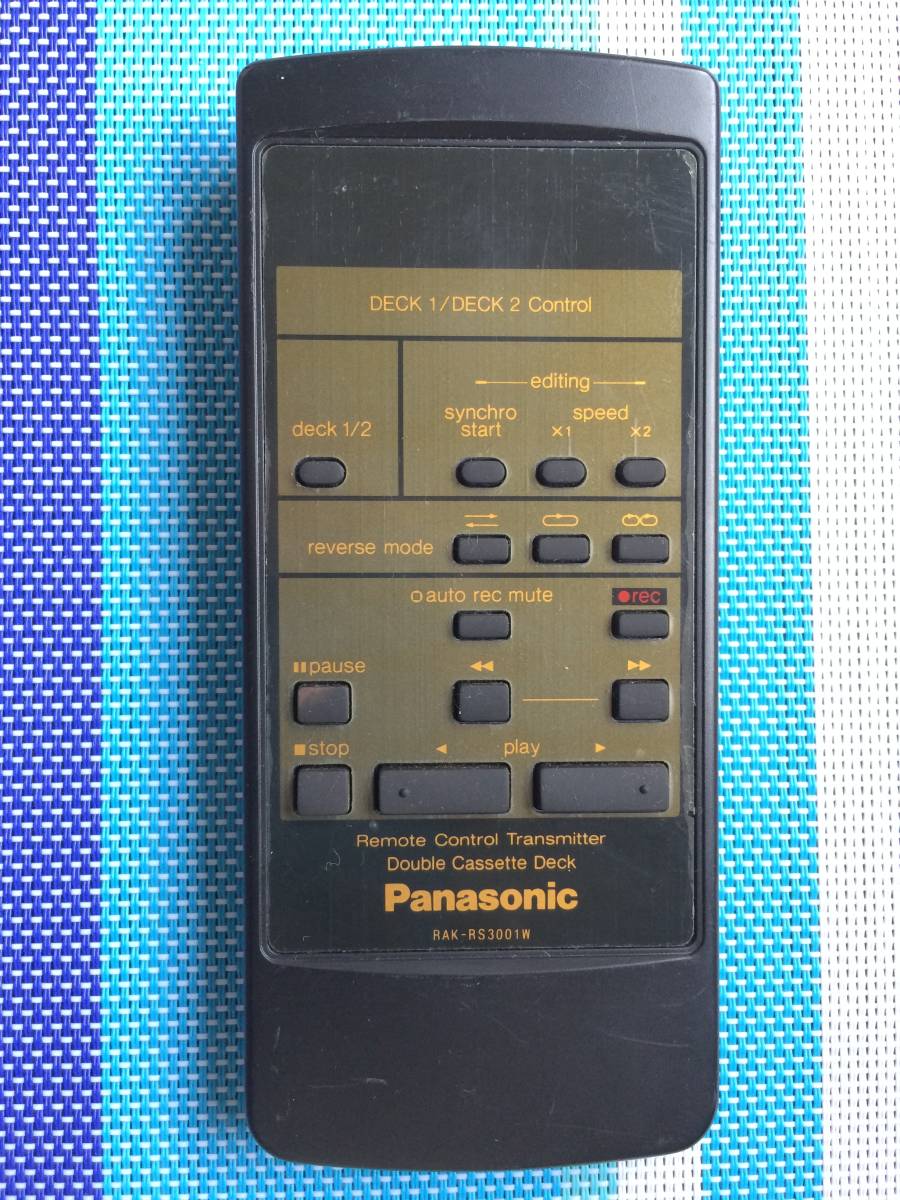 DECK 1/DECK 2 Control
editing
synchro start
speed
deck 1/2
×1
×2
reverse mode
auto rec mute
rec
pause
stop
play
Remote Control Transmitter
Double Cassette Deck
Panasonic
RAK-RS3001W